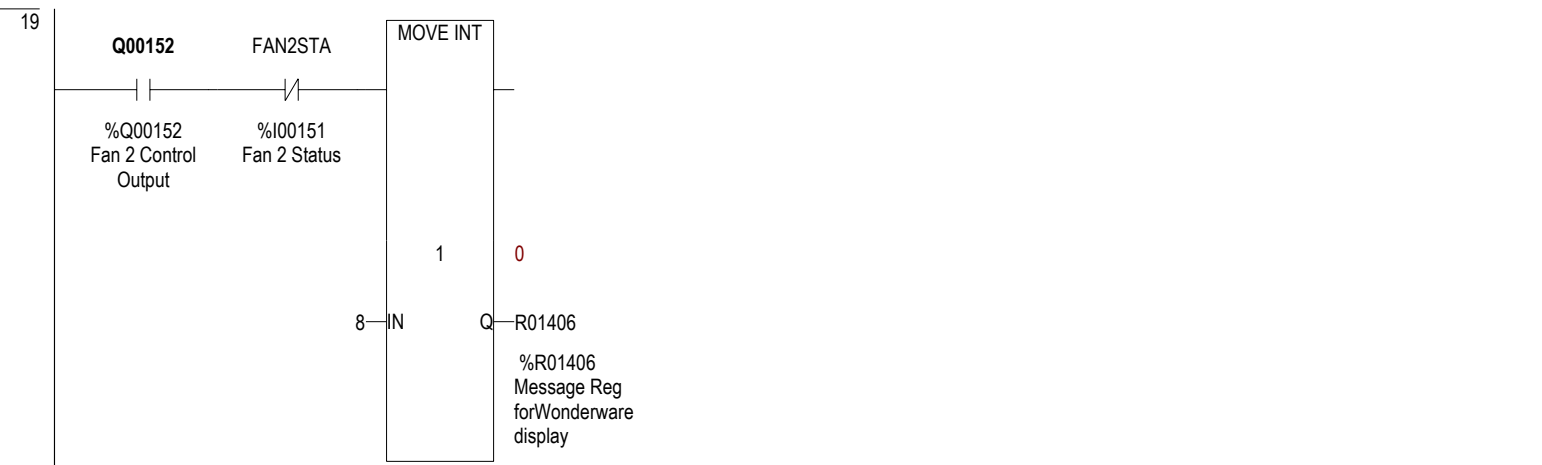 19
Q00152
FAN2STA
MOVE INT
%Q00152
Fan 2 Control
Output
%I00151
Fan 2 Status
1
0
8
IN
Q
R01406
%R01406
Message Reg
forWonderware
display